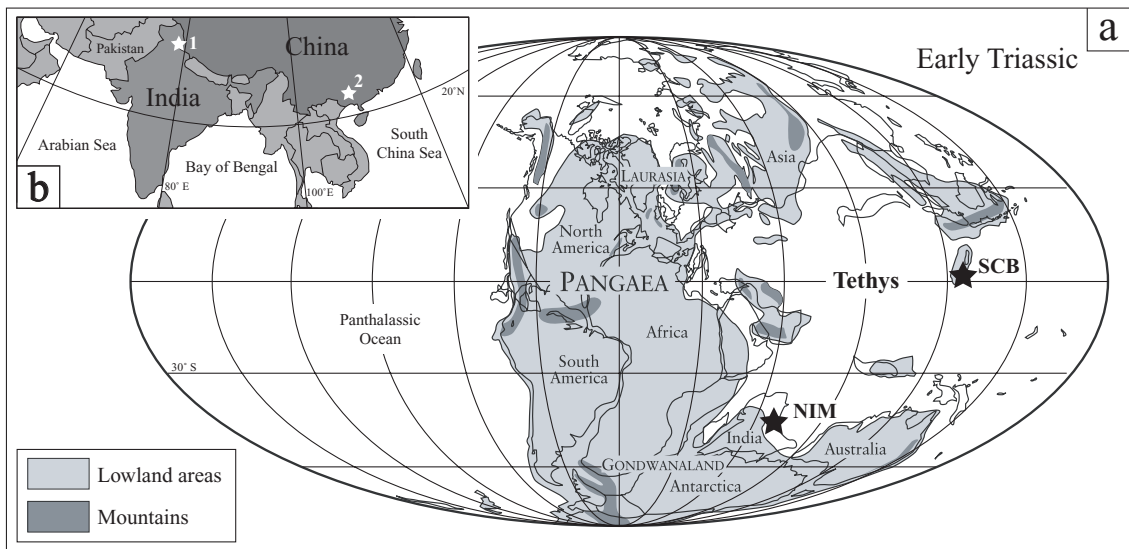 a
Early Triassic
Pakistan
1
China
India
2
20°N
Arabian Sea
South
China Sea
Bay of Bengal
b
80° E
100°E
Asia
LAURASIA
North
America
PANGAEA
Tethys
SCB
Panthalassic
Ocean
Africa
South
America
30° S
NIM
India
Australia
GONDWANALAND
Antarctica
Lowland areas
Mountains